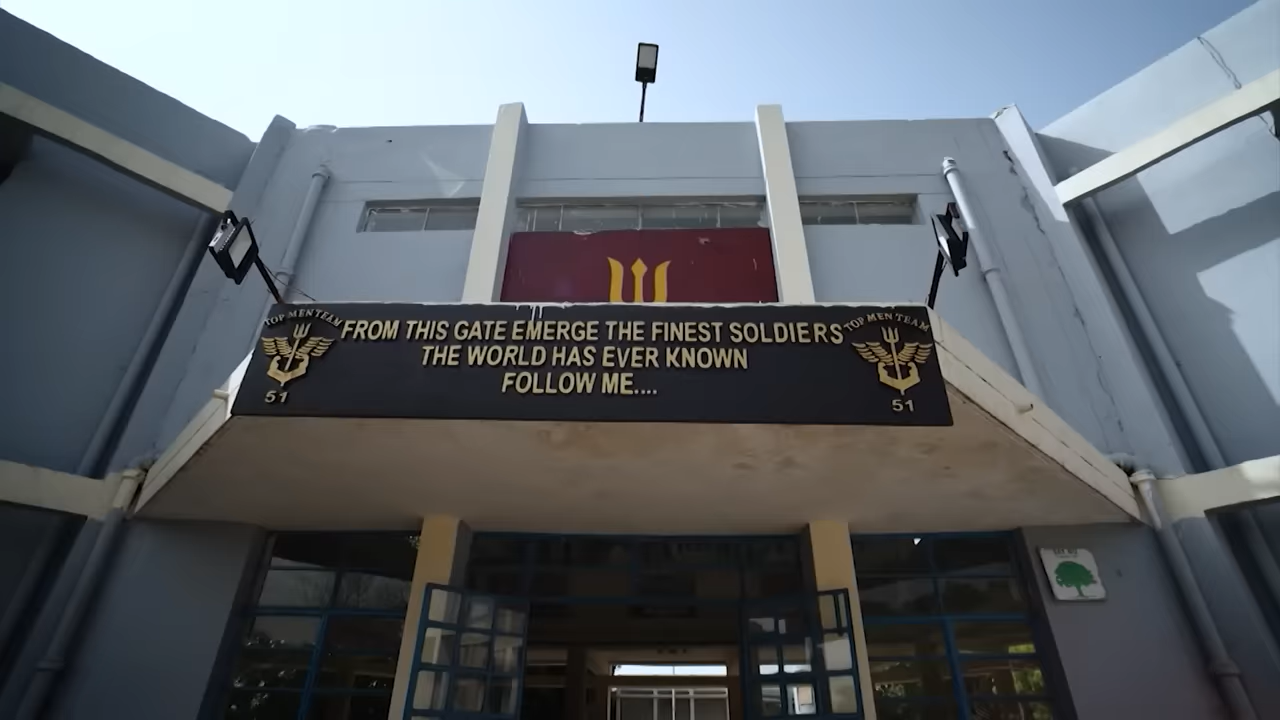 TOP MEN TEAM
51
FROM THIS GATE EMERGE THE FINEST SOLDIERS
THE WORLD HAS EVER KNOWN
FOLLOW ME....
TOP MEN TEAM
51